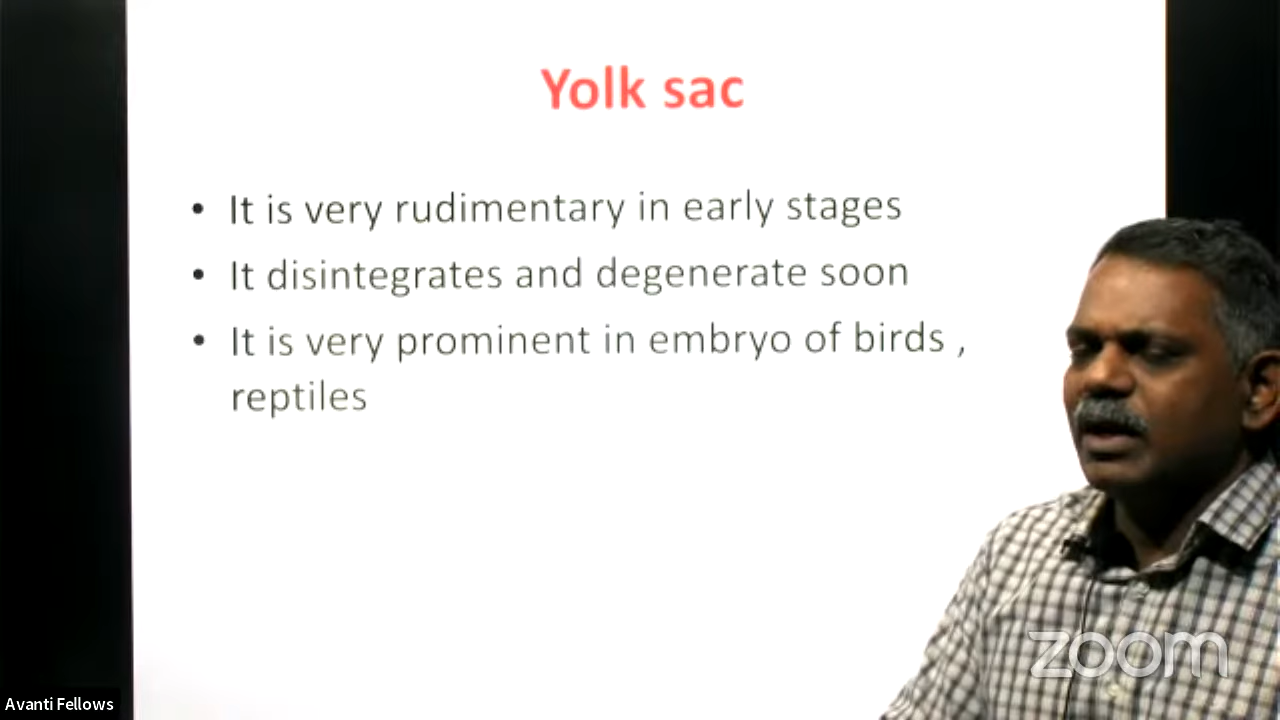 Yolk sac
• It is very rudimentary in early stages
• It disintegrates and degenerate soon
• It is very prominent in embryo of birds ,
reptiles
zoom
Avanti Fellows